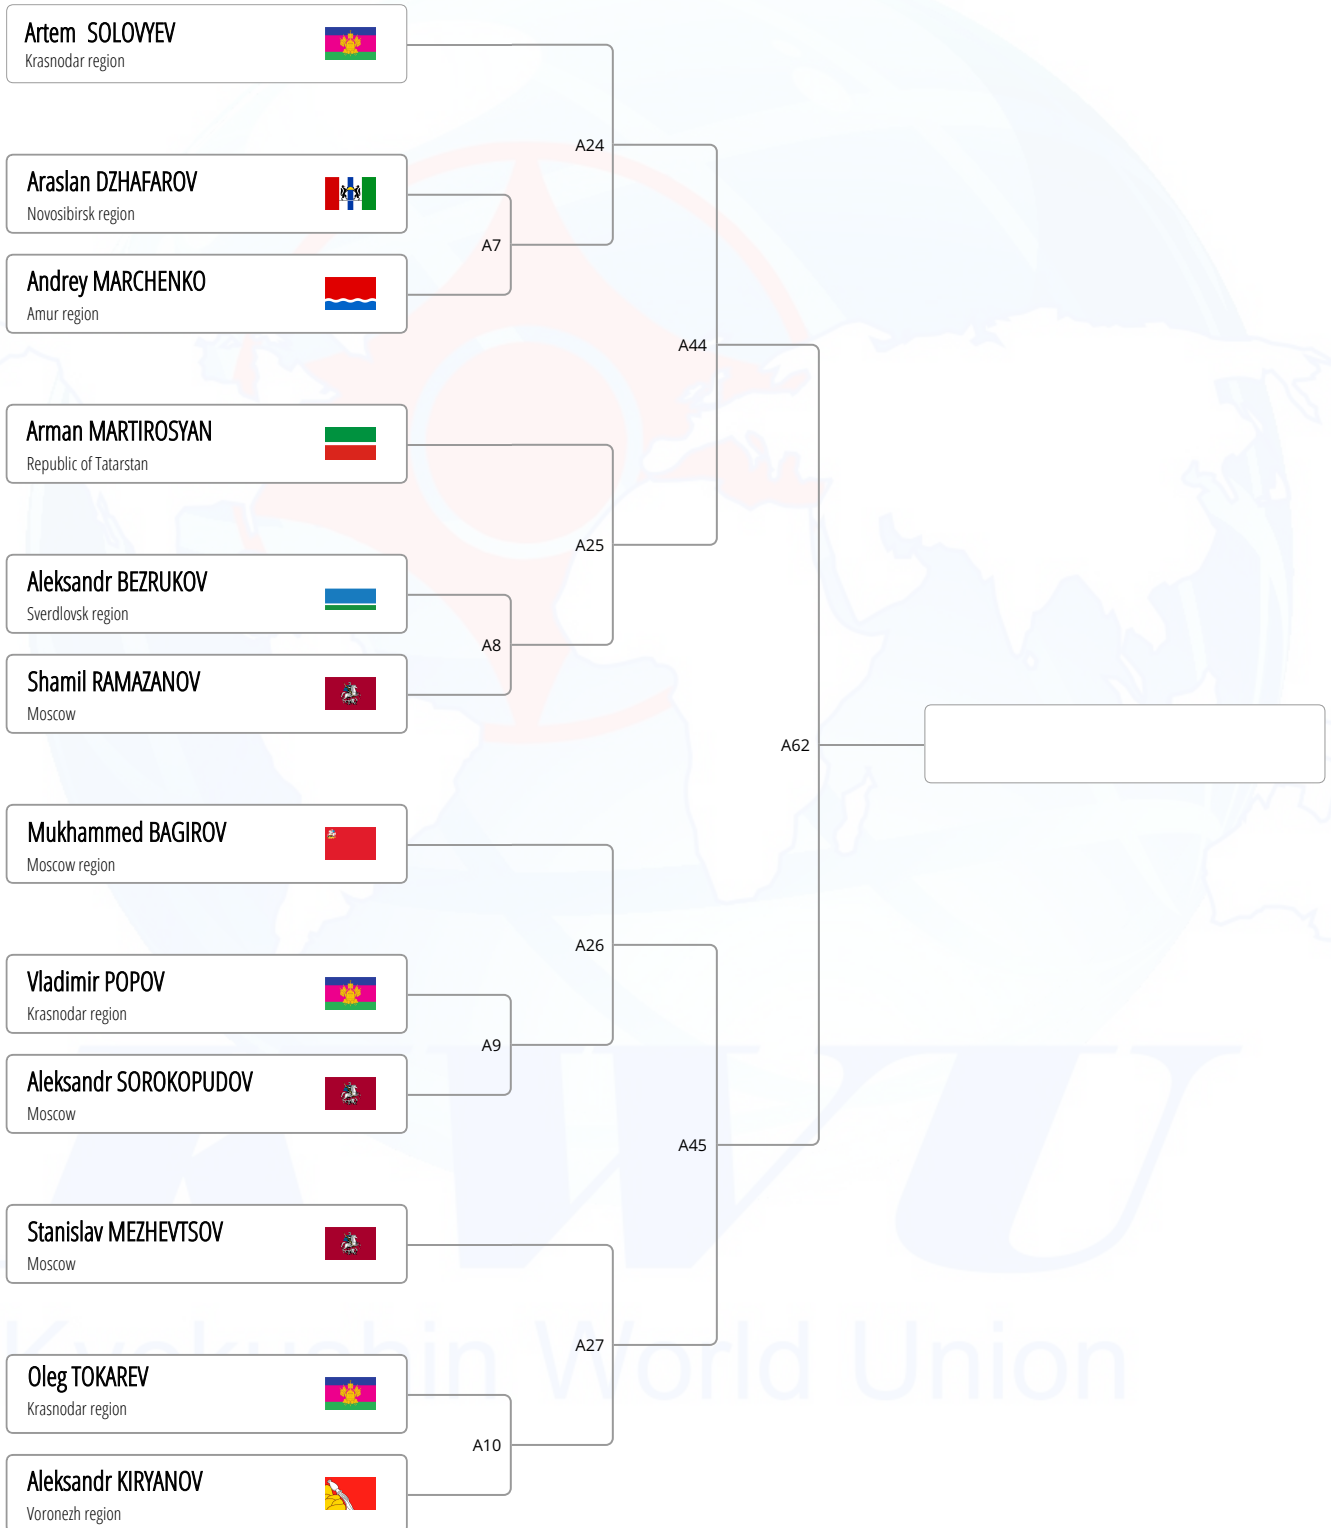 Artem SOLOVYEV
Krasnodar region
A24
Araslan DZHAFAROV
Novosibirsk region
A7
Andrey MARCHENKO
Amur region
A44
Arman MARTIROSYAN
Republic of Tatarstan
A25
Aleksandr BEZRUKOV
Sverdlovsk region
A8
Shamil RAMAZANOV
Moscow
A62
Mukhammed BAGIROV
Moscow region
A26
Vladimir POPOV
Krasnodar region
A9
Aleksandr SOROKOPUDOV
Moscow
KWU
A45
Stanislav MEZHEVTSOV
Moscow
A27
Kyokushin World Union
Oleg TOKAREV
Krasnodar region
A10
Aleksandr KIRYANOV
Voronezh region